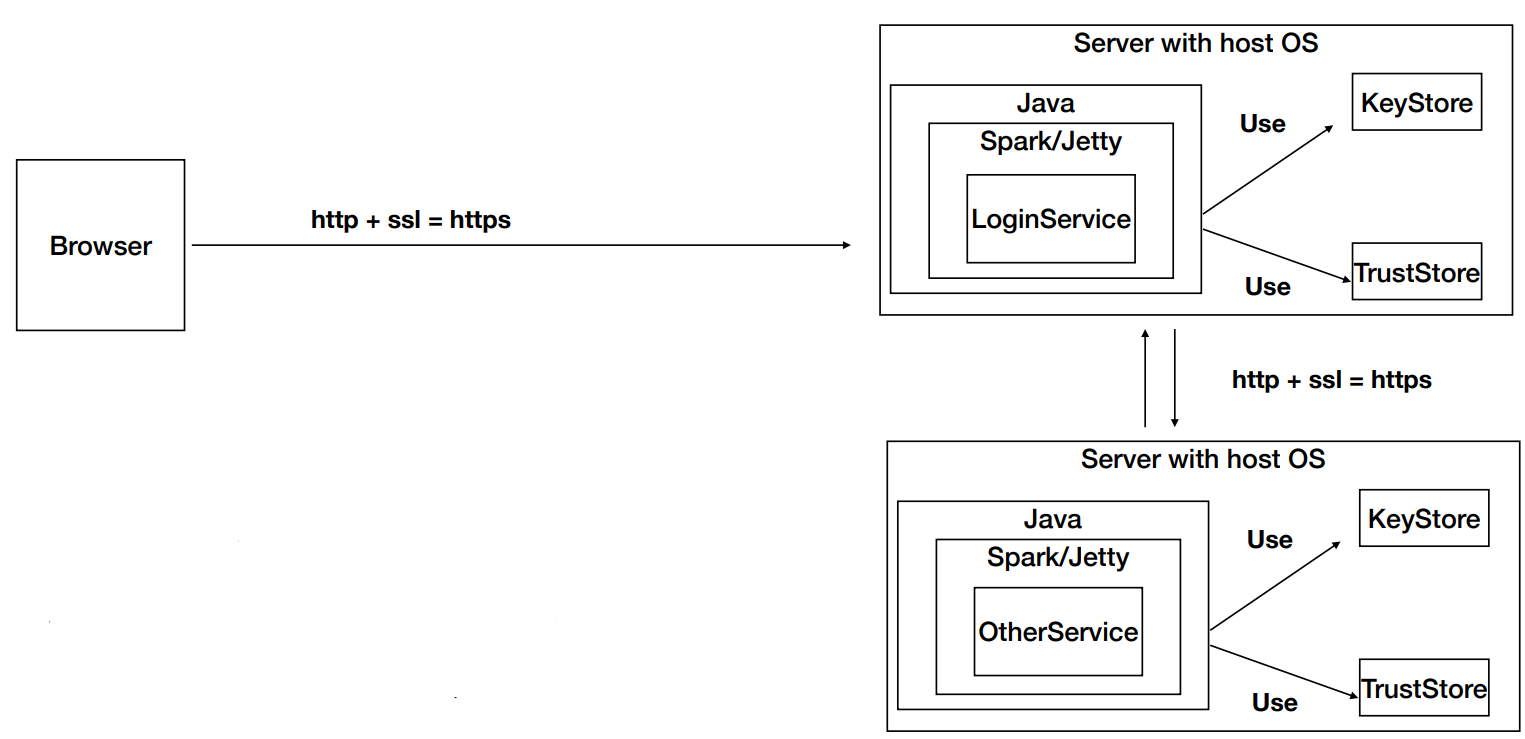 Server with host OS
Java
Spark/Jetty
LoginService
Use
KeyStore
Use
TrustStore
Browser
http + ssl = https
http + ssl = https
Server with host OS
Java
Spark/Jetty
OtherService
Use
KeyStore
Use
TrustStore